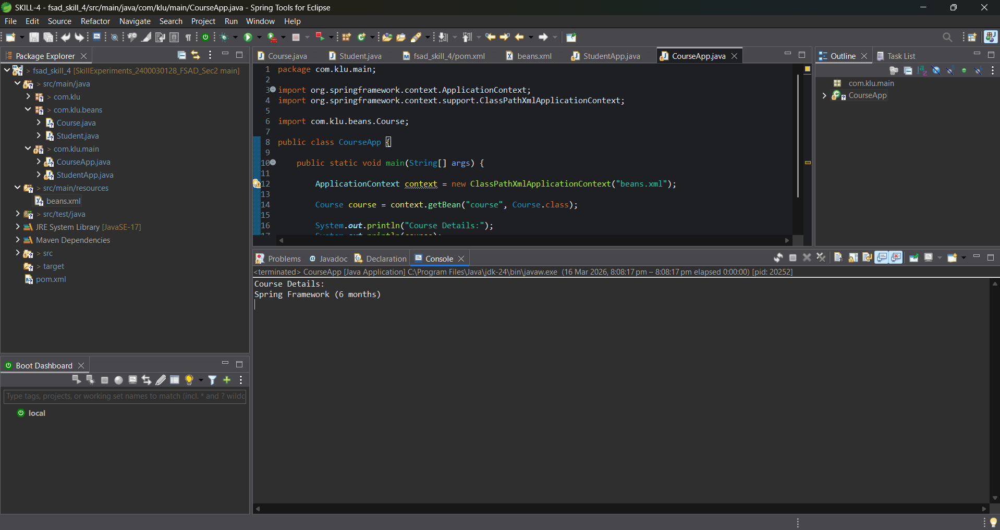 SKILL-4 - fsad_skill_4/src/main/java/com/klu/main/CourseApp.java - Spring Tools for Eclipse
File Edit Source Refactor Navigate Search Project Run Window Help
Package Explorer
> fsad_skill_4 [SkillExperiments_2400030128_FSAD_Sec2 main]
> src/main/java
> com.klu
> com.klu.beans
Course.java
Student.java
> com.klu.main
CourseApp.java
StudentApp.java
> src/main/resources
beans.xml
> src/test/java
JRE System Library [JavaSE-17]
Maven Dependencies
> src
> target
pom.xml
Boot Dashboard
Type tags, projects, or working set names to match (incl. * and ? wildc
local
Course.java Student.java fsad_skill_4/pom.xml beans.xml StudentApp.java CourseApp.java
1 package com.klu.main;
2
3 import org.springframework.context.ApplicationContext;
4 import org.springframework.context.support.ClassPathXmlApplicationContext;
5
6 import com.klu.beans.Course;
7
8 public class CourseApp {
9
10 public static void main(String[] args) {
11
12 ApplicationContext context = new ClassPathXmlApplicationContext("beans.xml");
13
14 Course course = context.getBean("course", Course.class);
15
16 System.out.println("Course Details:");
Outline Task List
com.klu.main
CourseApp
Problems Javadoc Declaration Console
<terminated> CourseApp [Java Application] C:\Program Files\Java\jdk-24\bin\javaw.exe (16 Mar 2026, 8:08:17 pm – 8:08:17 pm elapsed 0:00:00) [pid: 20252]
Course Details:
Spring Framework (6 months)